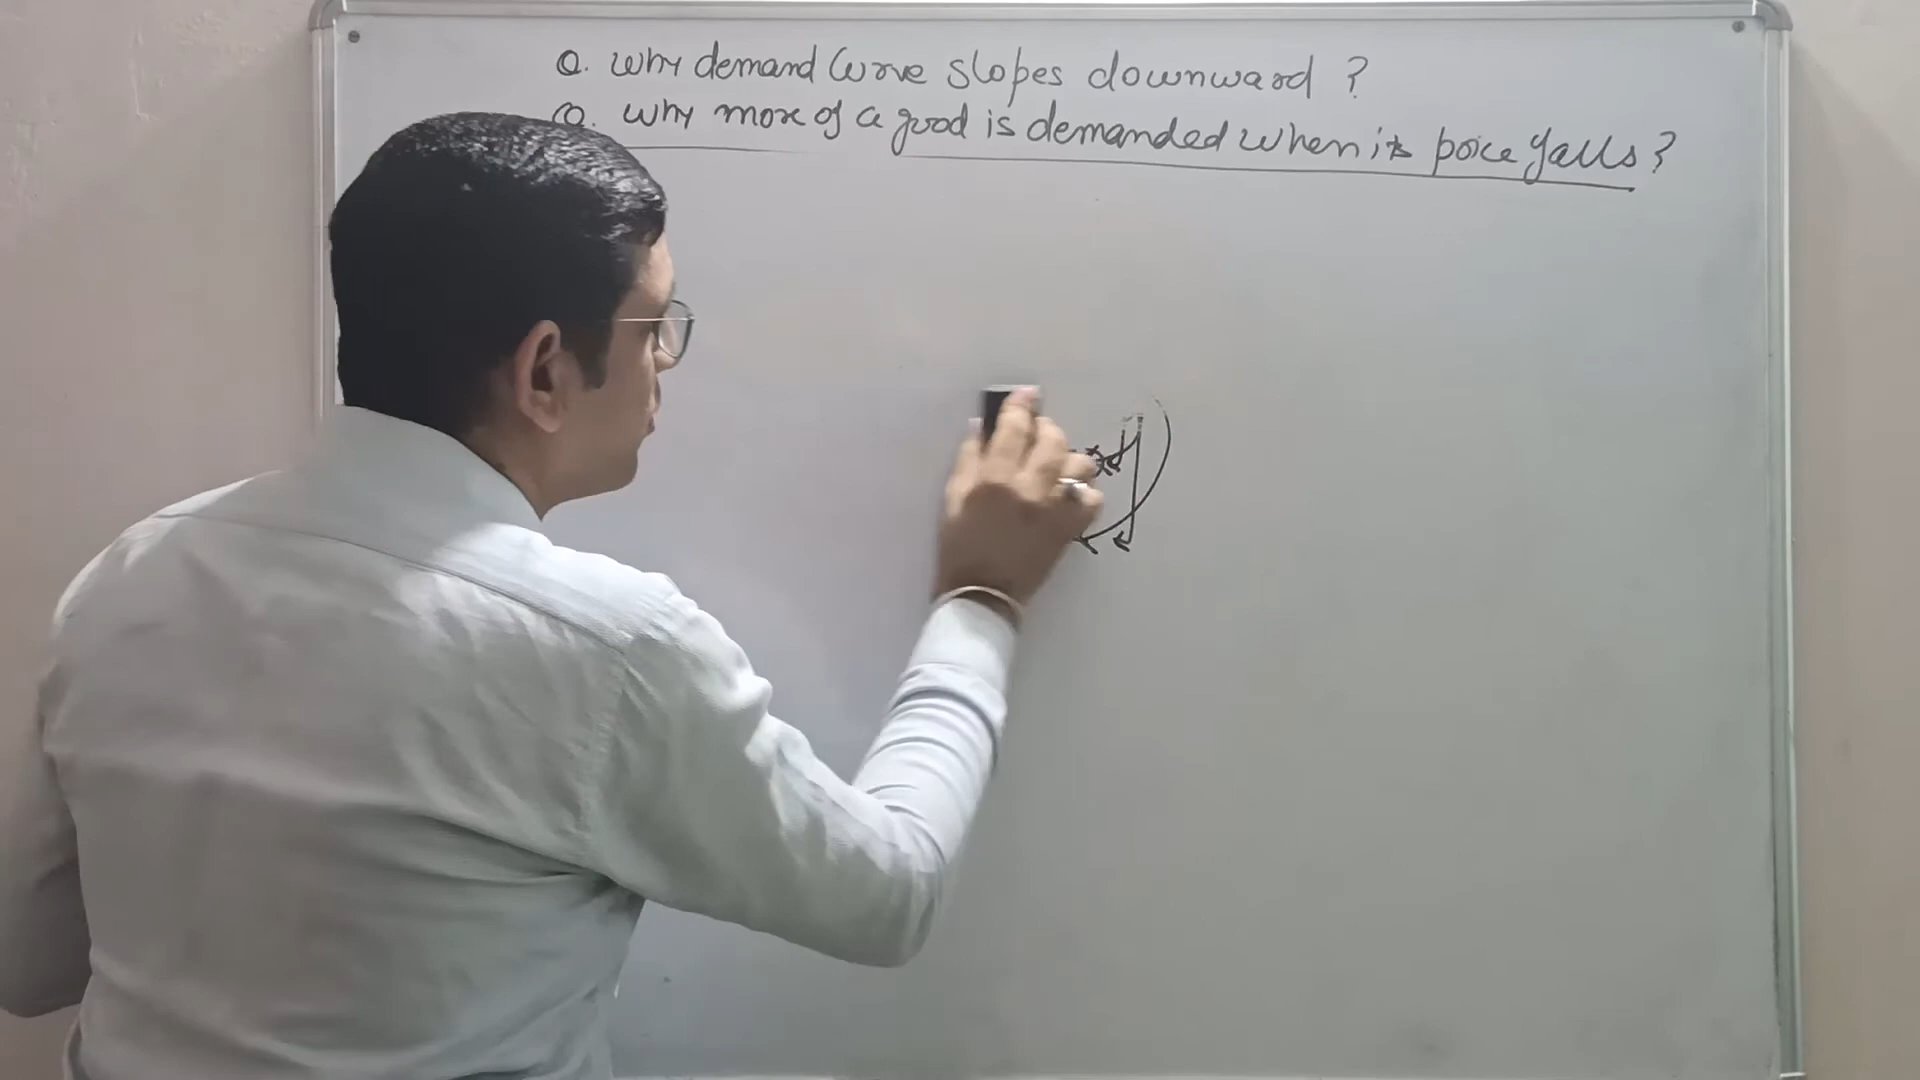 Q. why demand Curve slopes downward ?
Q. why more of a good is demanded when its price falls ?